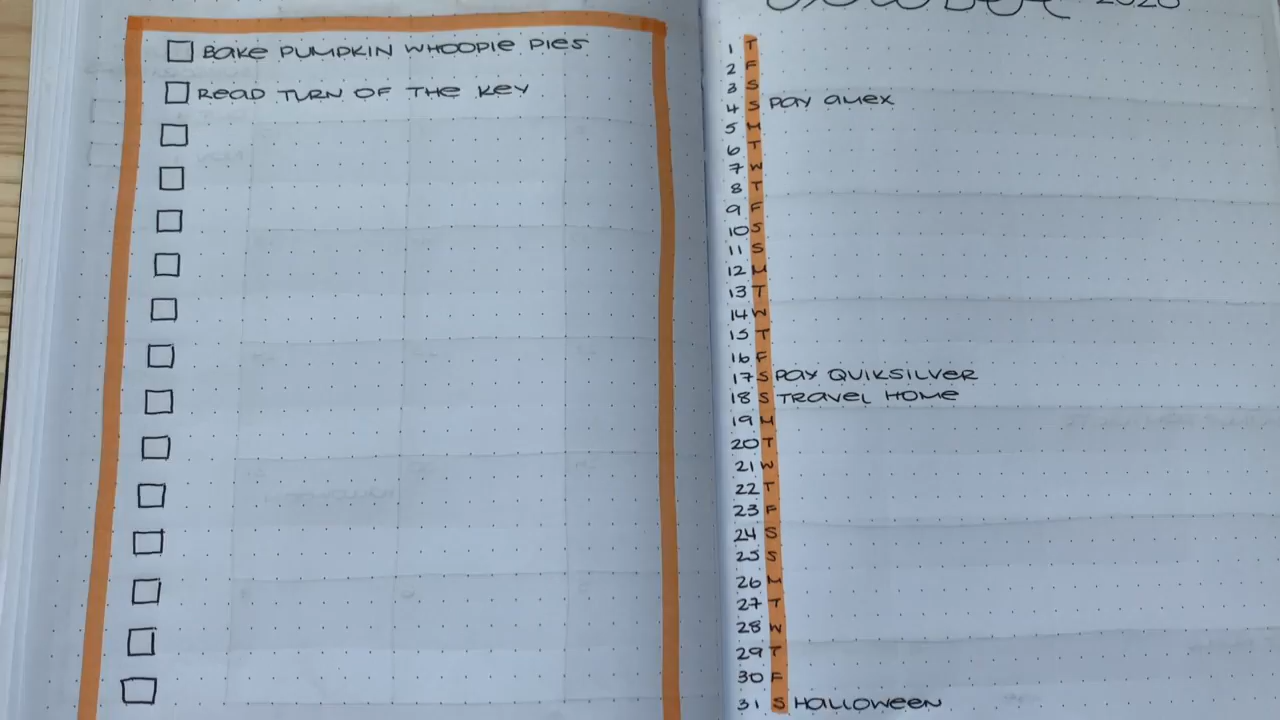 BAKE PUMPKIN WHOOPIE PIES
READ TURN OF THE KEY
2020
1 T
2 F
3 S
4 S PAY AMEX
5 M
6 T
7 W
8 T
9 F
10 S
11 S
12 M
13 T
14 W
15 T
16 F
17 S PAY QUIKSILVER
18 S TRAVEL HOME
19 M
20 T
21 W
22 T
23 F
24 S
25 S
26 M
27 T
28 W
29 T
30 F
31 S HALLOWEEN